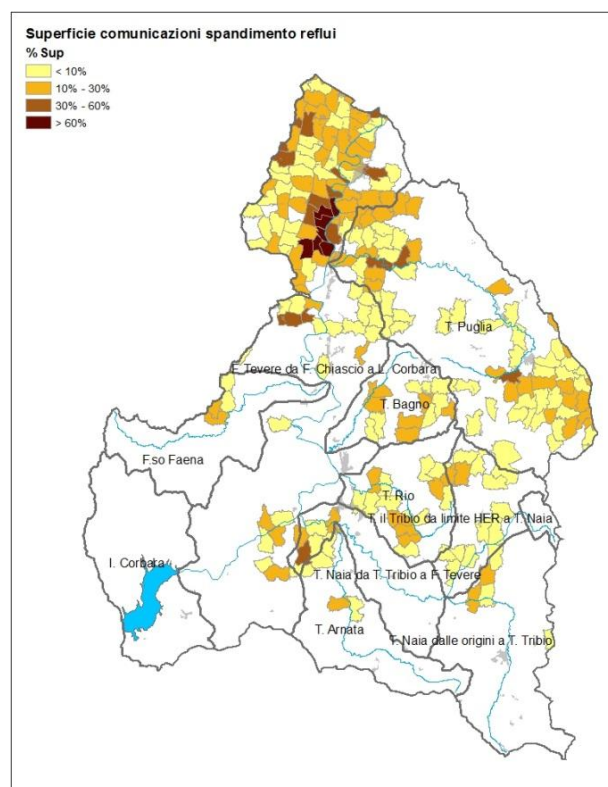 Superficie comunicazioni spandimento reflui
% Sup
< 10%
10% - 30%
30% - 60%
> 60%
T. Puglia
F. Tevere da F. Chiascio a L. Corbara
T. Bagno
F.so Faena
T. Rio
T. il Tribio da limite HER a T. Naia
I. Corbara
T. Naia da T. Tribio a F. Tevere
T. Arnata
T. Naia dalle origini a T. Tribio